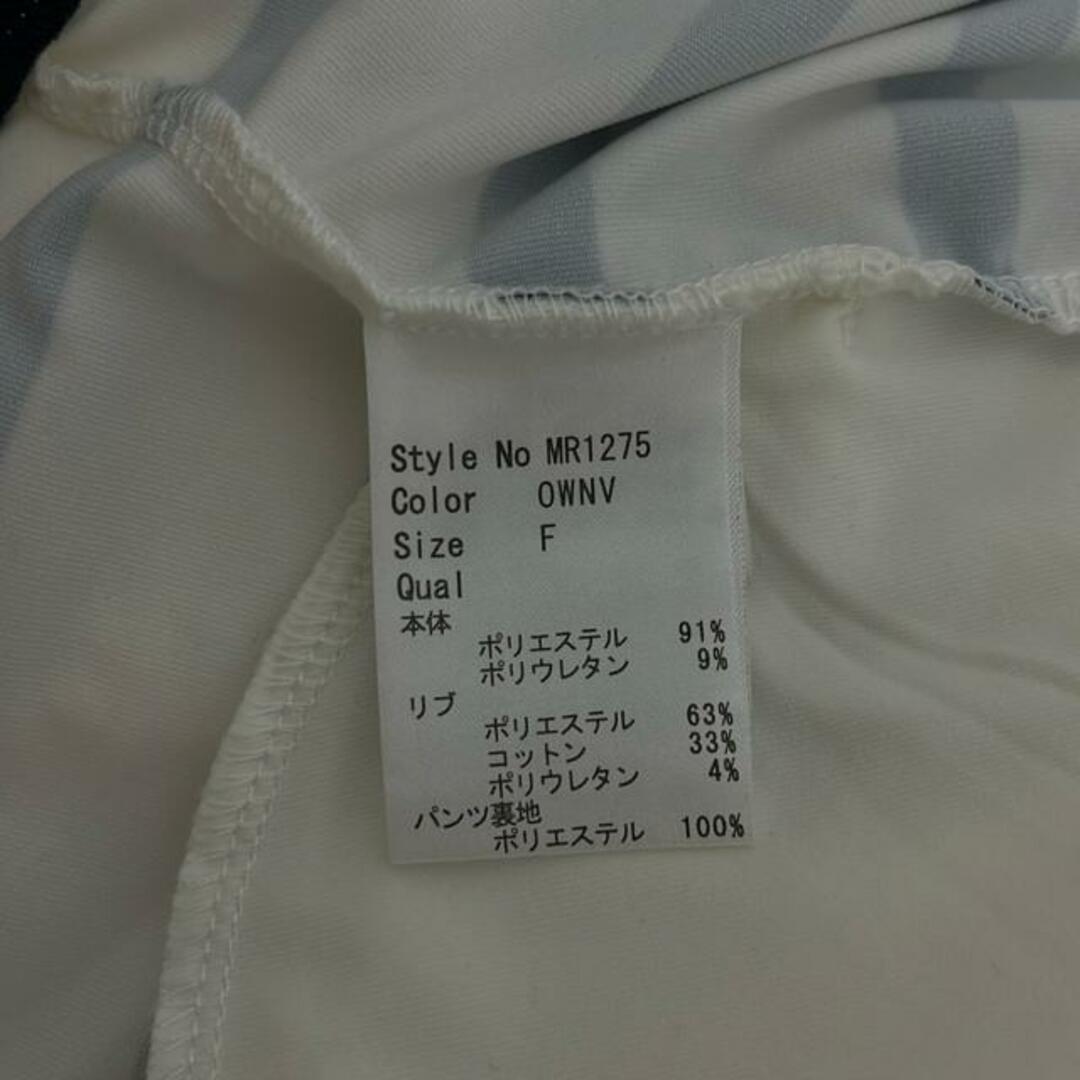 Style No MR1275
Color OWNV
Size F
Qual
本体
ポリエステル 91%
ポリウレタン 9%
リブ
ポリエステル 63%
コットン 33%
ポリウレタン 4%
パンツ裏地
ポリエステル 100%